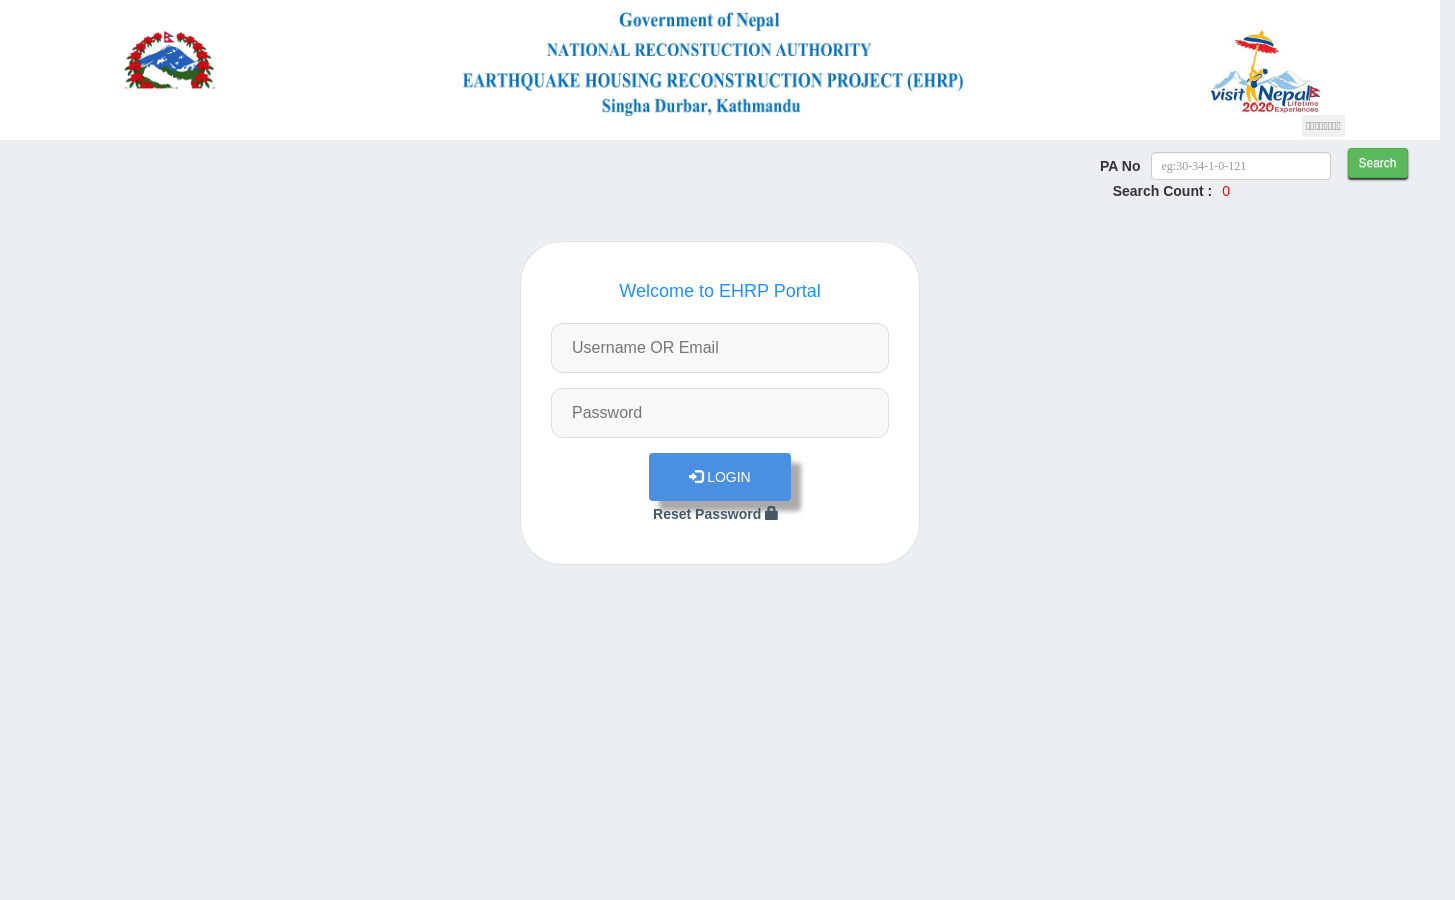 Government of Nepal
NATIONAL RECONSTUCTION AUTHORITY
EARTHQUAKE HOUSING RECONSTRUCTION PROJECT (EHRP)
Singha Durbar, Kathmandu
visit Nepal
2020 Lifetime Experiences
PA No eg:30-34-1-0-121 Search
Search Count : 0
Welcome to EHRP Portal
Username OR Email
Password
LOGIN
Reset Password